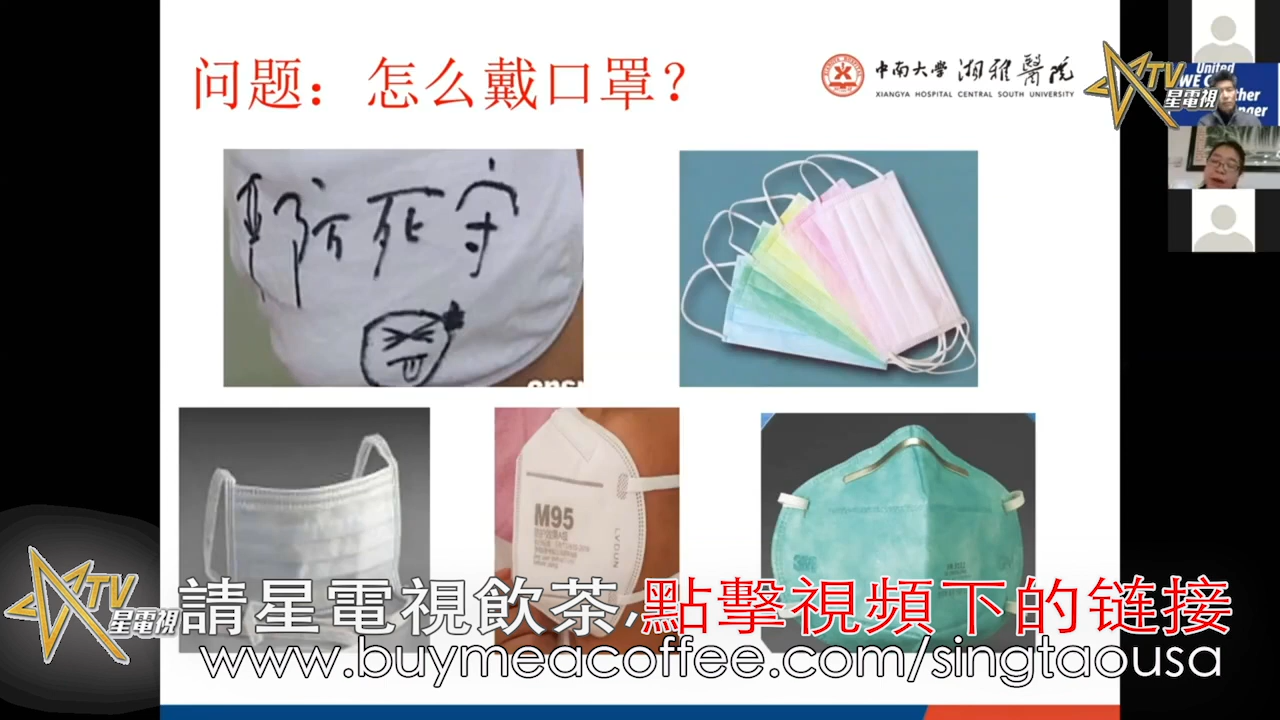 问题：怎么戴口罩？
中南大学 湘雅醫院
XIANGYA HOSPITAL CENTRAL SOUTH UNIVERSITY
TV
星電視
United
WE C
ther
nger
严防死守
M95
LVDUN
TV
星電視
請星電視飲茶,點擊視頻下的链接
www.buymeacoffee.com/singtaousa